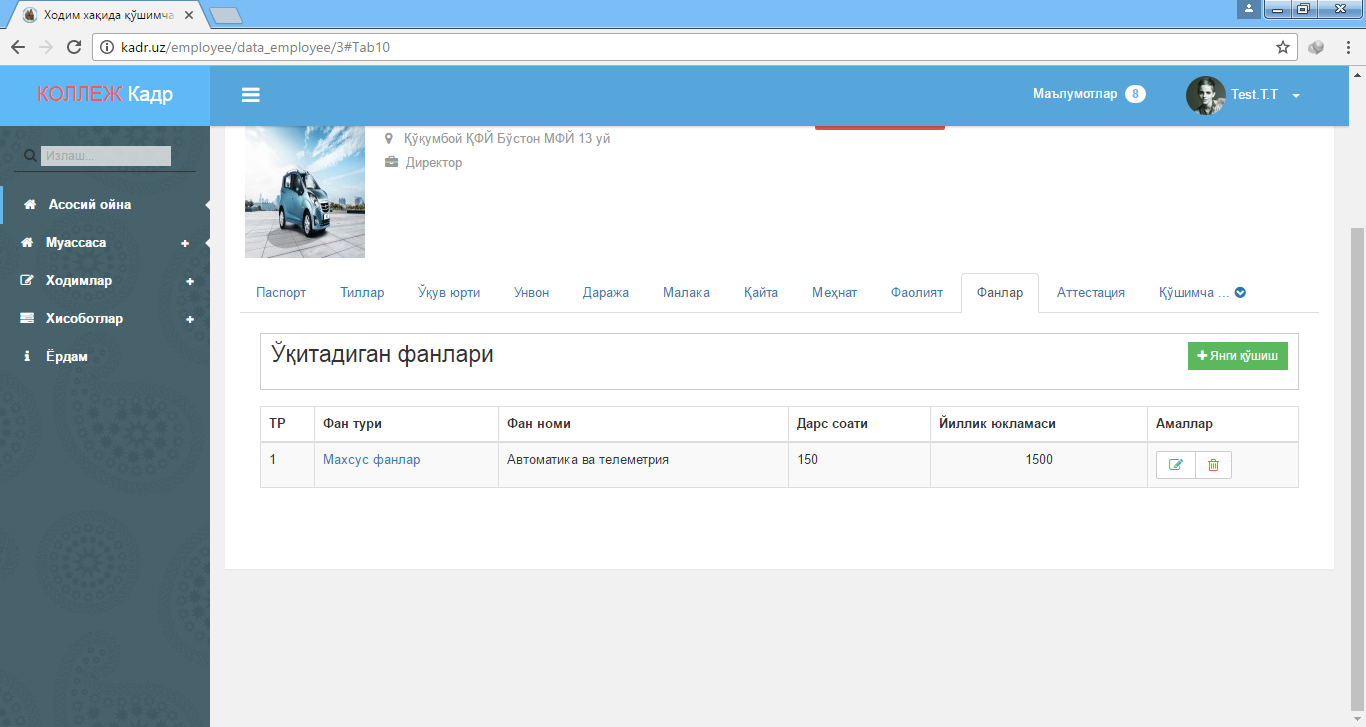 Ходим хақида қўшимча
kadr.uz/employee/data_employee/3#Tab10
КОЛЛЕЖ Кадр
Маълумотлар 8
Test.T.T
Излаш...
Асосий ойна
Муассаса
Ходимлар
Хисоботлар
Ёрдам
Қўқумбой ҚФЙ Бўстон МФЙ 13 уй
Директор
Паспорт Тиллар Ўқув юрти Унвон Даража Малака Қайта Меҳнат Фаолият Фанлар Аттестация Қўшимча ...
Ўқитадиган фанлари
Янги қўшиш
ТР Фан тури Фан номи Дарс соати Йиллик юкламаси Амаллар
1 Махсус фанлар Автоматика ва телеметрия 150 1500